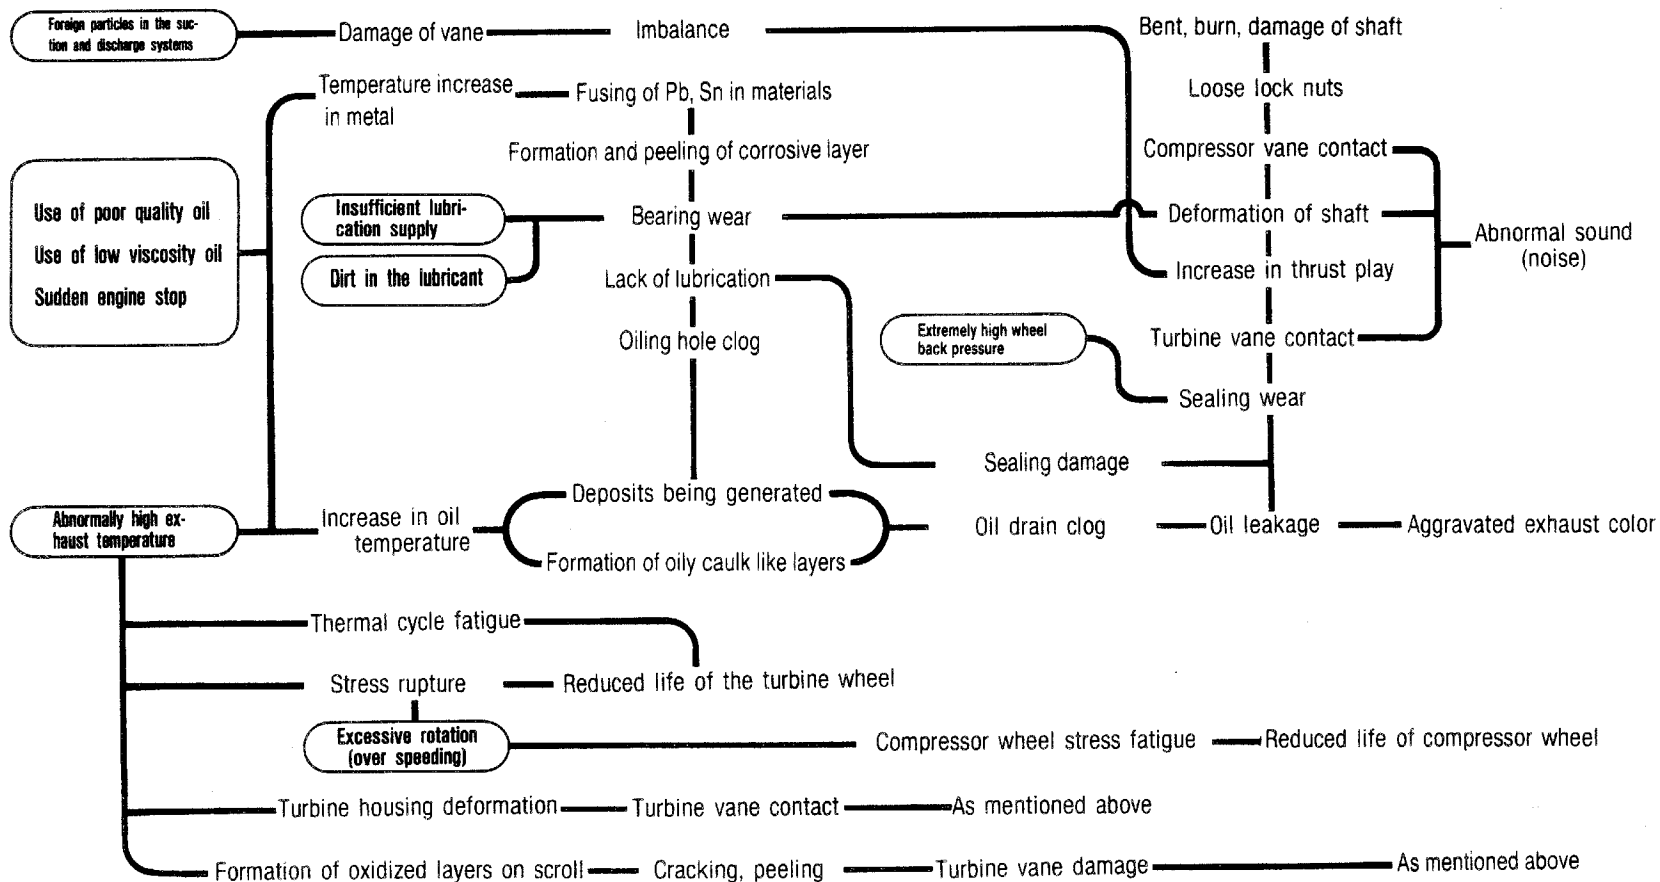 Foreign particles in the suc-
tion and discharge systems
Damage of vane
Imbalance
Bent, burn, damage of shaft
Temperature increase
in metal
Fusing of Pb, Sn in materials
Loose lock nuts
Formation and peeling of corrosive layer
Compressor vane contact
Use of poor quality oil
Use of low viscosity oil
Sudden engine stop
Insufficient lubri-
cation supply
Bearing wear
Deformation of shaft
Abnormal sound
(noise)
Dirt in the lubricant
Lack of lubrication
Increase in thrust play
Oiling hole clog
Extremely high wheel
back pressure
Turbine vane contact
Sealing wear
Sealing damage
Deposits being generated
Abnormally high ex-
haust temperature
Increase in oil
temperature
Oil drain clog
Oil leakage
Aggravated exhaust color
Formation of oily caulk like layers
Thermal cycle fatigue
Stress rupture
Reduced life of the turbine wheel
Excessive rotation
(over speeding)
Compressor wheel stress fatigue
Reduced life of compressor wheel
Turbine housing deformation
Turbine vane contact
As mentioned above
Formation of oxidized layers on scroll
Cracking, peeling
Turbine vane damage
As mentioned above